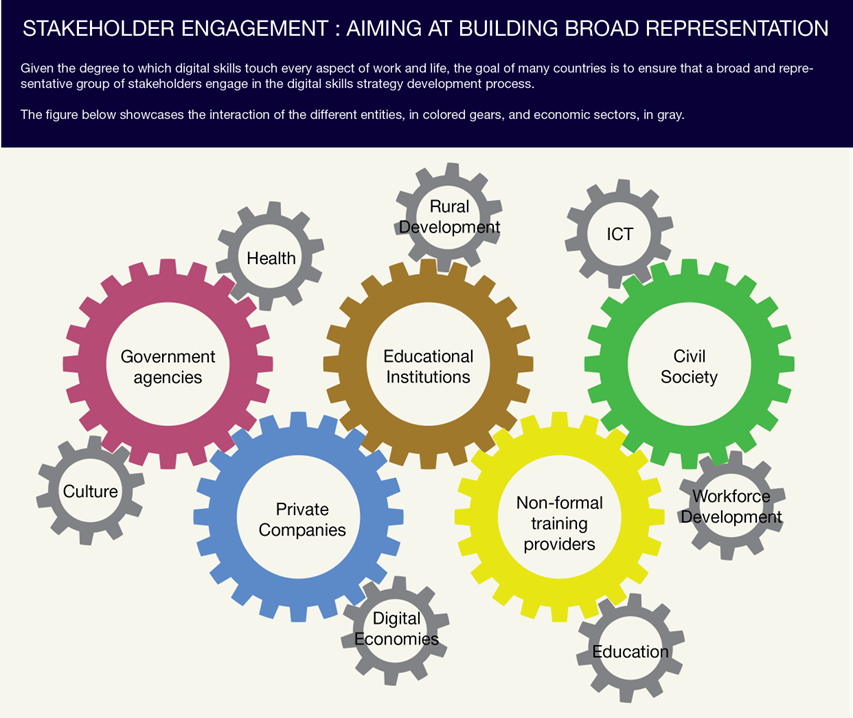 STAKEHOLDER ENGAGEMENT : AIMING AT BUILDING BROAD REPRESENTATION
Given the degree to which digital skills touch every aspect of work and life, the goal of many countries is to ensure that a broad and repre-
sentative group of stakeholders engage in the digital skills strategy development process.
The figure below showcases the interaction of the different entities, in colored gears, and economic sectors, in gray.
Rural
Development
ICT
Health
Government
agencies
Educational
Institutions
Civil
Society
Culture
Private
Companies
Non-formal
training
providers
Workforce
Development
Digital
Economies
Education